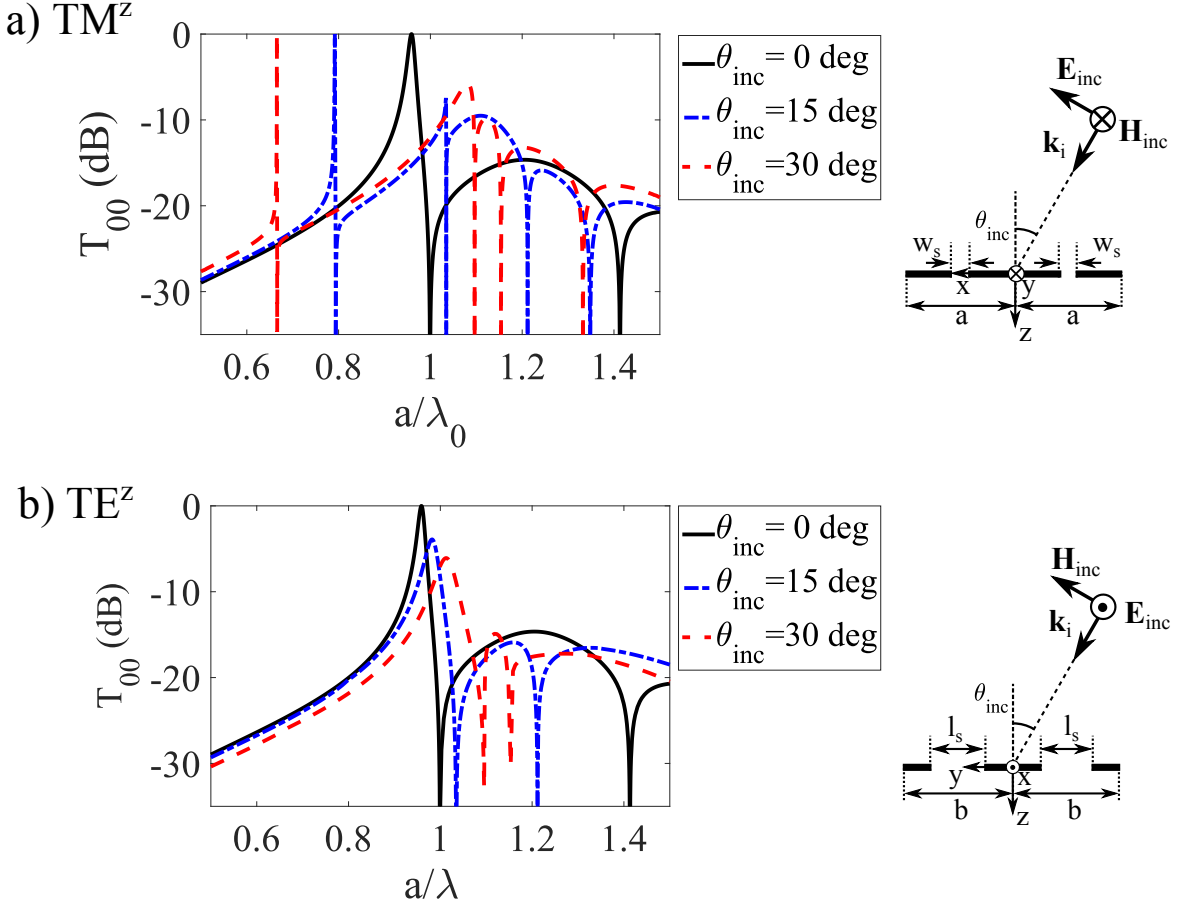 a) TM^z
T_00 (dB)
0
-10
-20
-30
0.6 0.8 1 1.2 1.4
a/λ_0
θ_inc= 0 deg
θ_inc=15 deg
θ_inc=30 deg
E_inc
H_inc
k_i
θ_inc
w_s w_s
x y
a a
z
b) TE^z
T_00 (dB)
0
-10
-20
-30
0.6 0.8 1 1.2 1.4
a/λ
θ_inc= 0 deg
θ_inc=15 deg
θ_inc=30 deg
H_inc
E_inc
k_i
θ_inc
l_s l_s
y x
b b
z